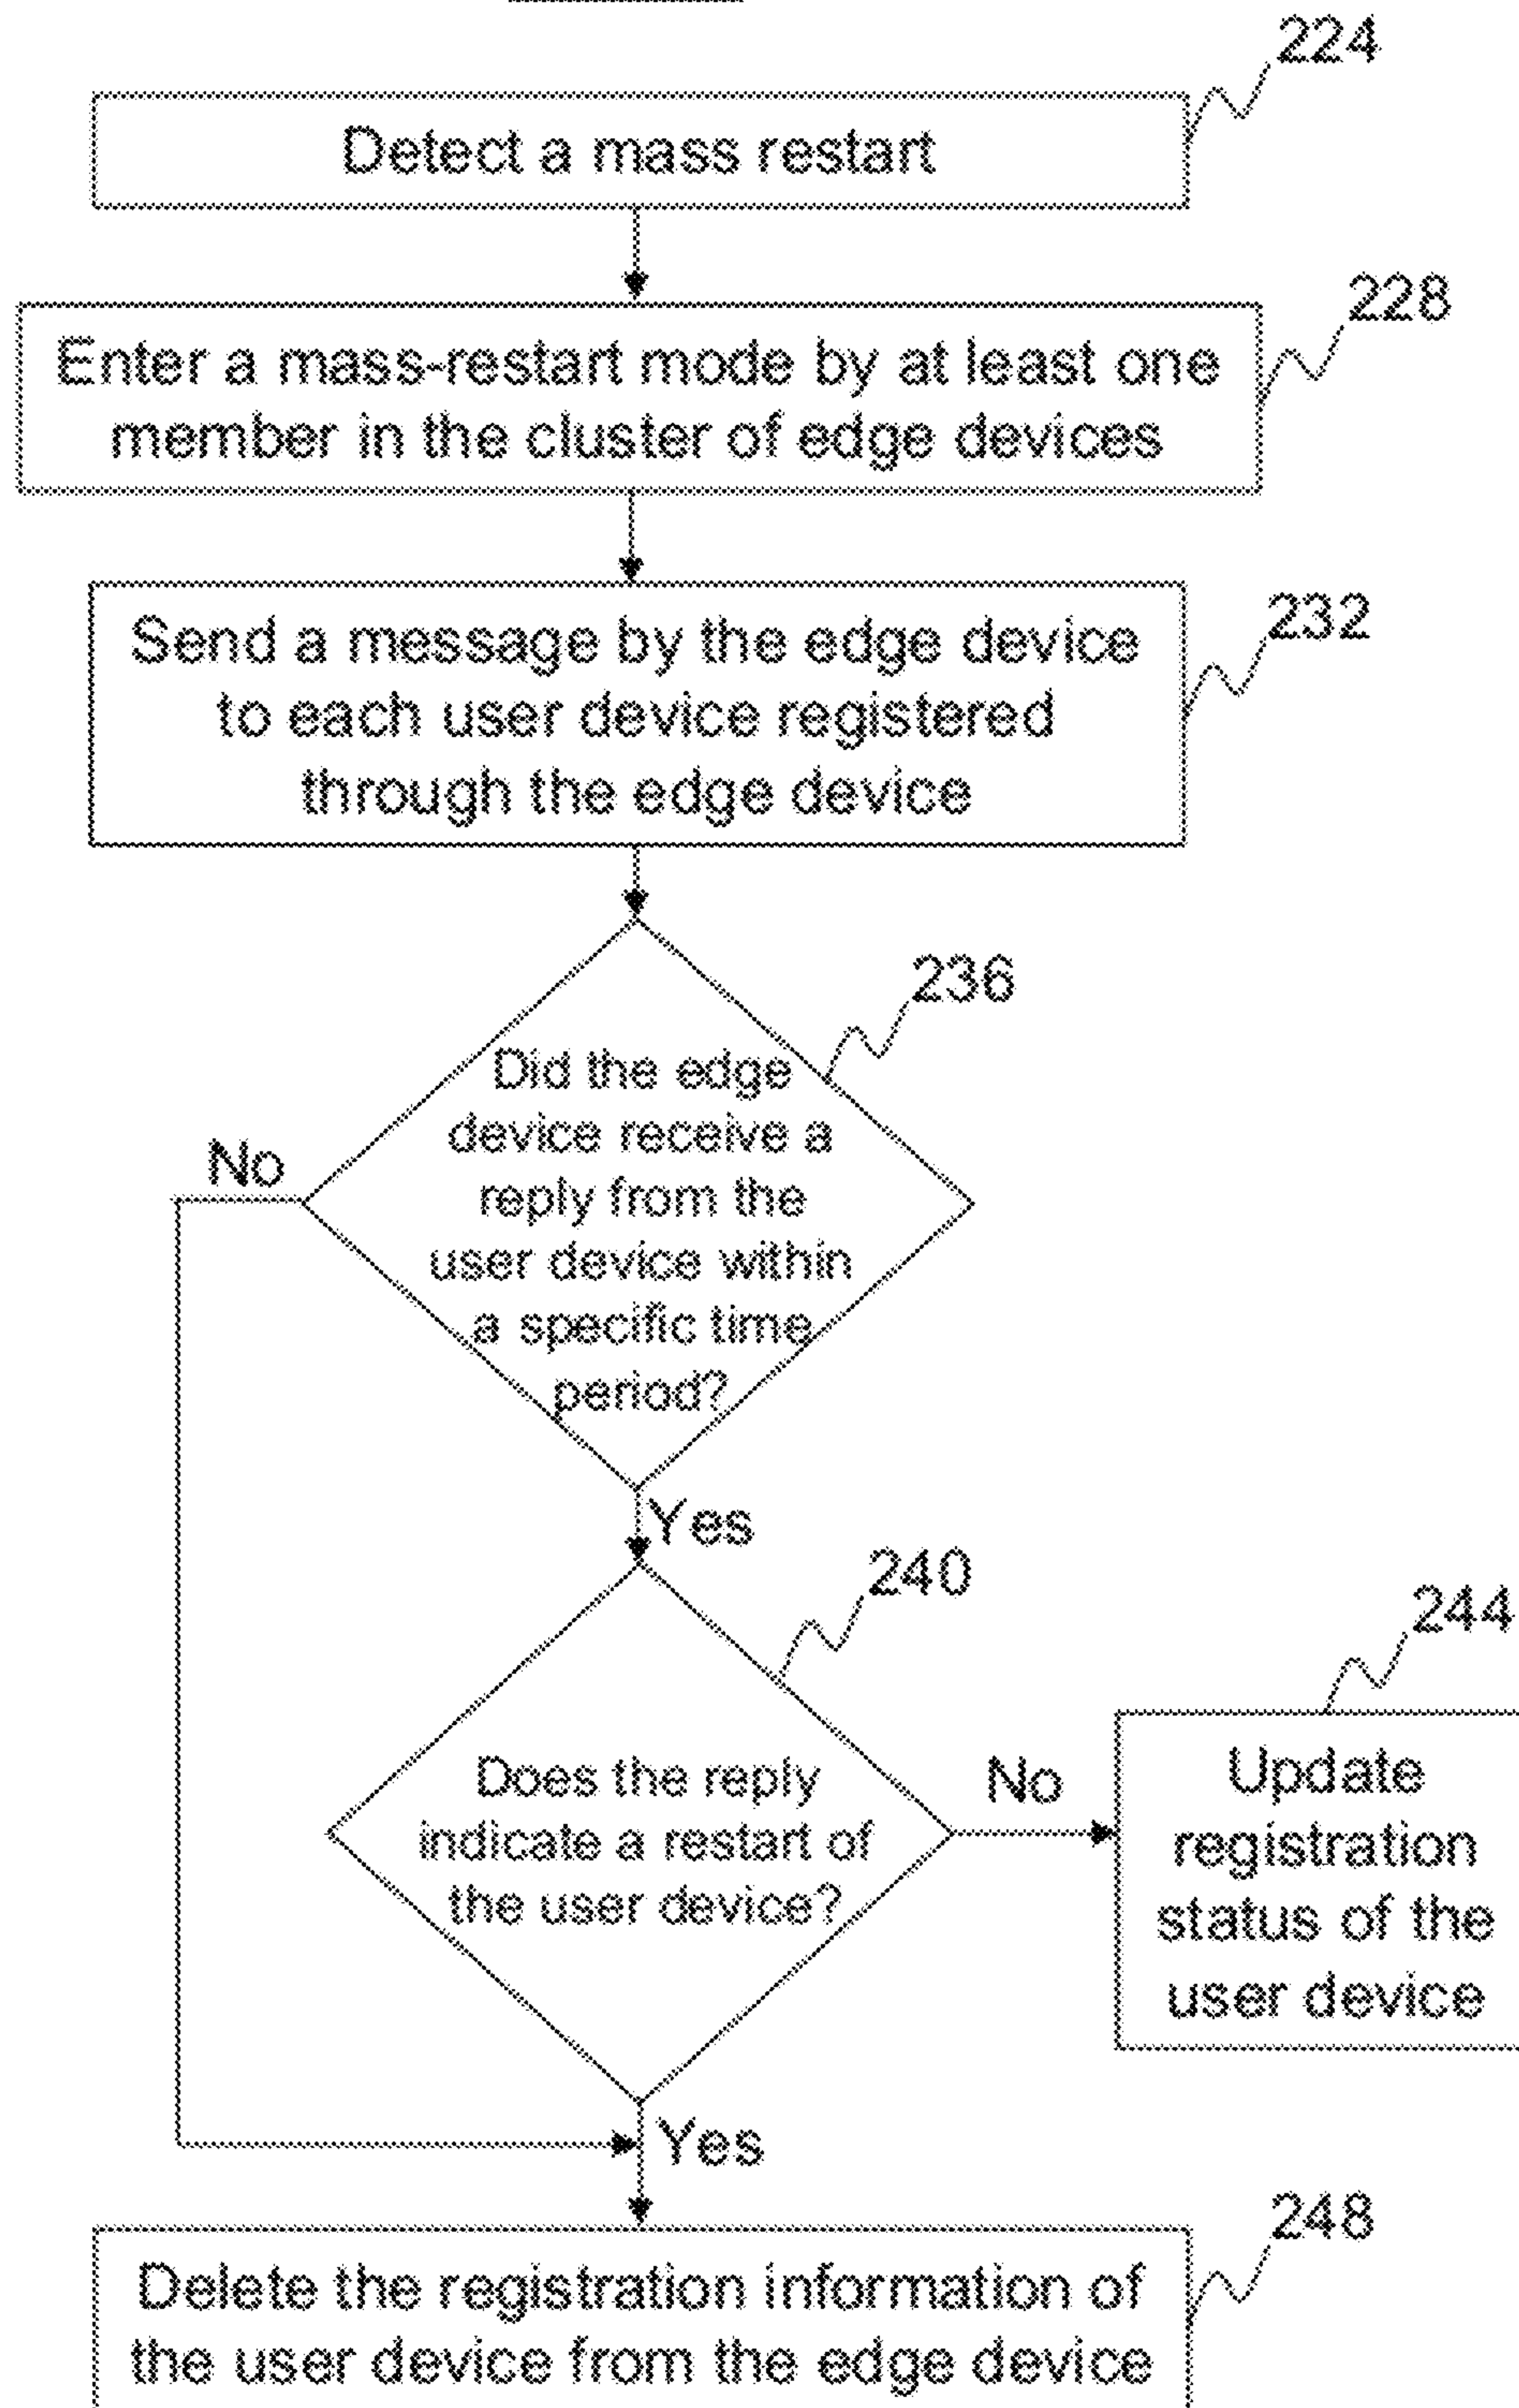 224
Detect a mass restart
228
Enter a mass-restart mode by at least one
member in the cluster of edge devices
232
Send a message by the edge device
to each user device registered
through the edge device
236
Did the edge
device receive a
reply from the
user device within
a specific time
period?
No
Yes
240
244
Does the reply
indicate a restart of
the user device?
No
Update
registration
status of the
user device
Yes
248
Delete the registration information of
the user device from the edge device